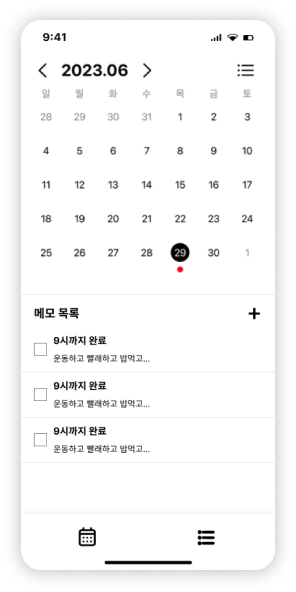 9:41
2023.06
일 월 화 수 목 금 토
28 29 30 31 1 2 3
4 5 6 7 8 9 10
11 12 13 14 15 16 17
18 19 20 21 22 23 24
25 26 27 28 29 30 1
메모 목록
9시까지 완료
운동하고 빨래하고 밥먹고...
9시까지 완료
운동하고 빨래하고 밥먹고...
9시까지 완료
운동하고 빨래하고 밥먹고...